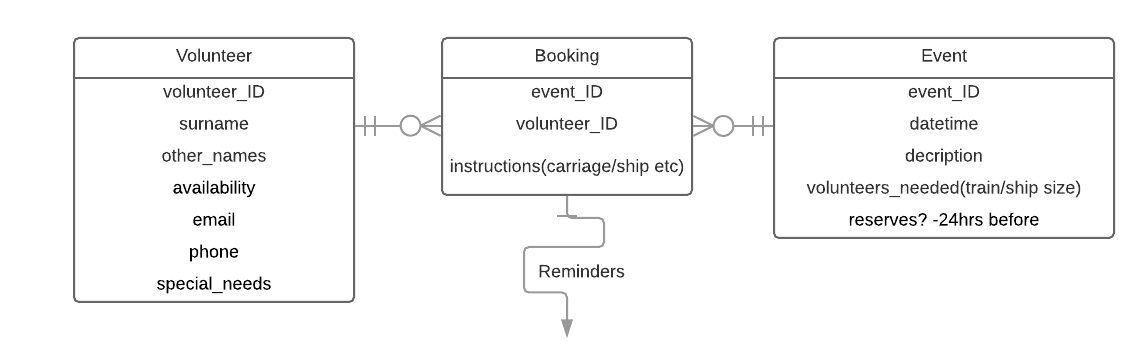 Volunteer
volunteer_ID
surname
other_names
availability
email
phone
special_needs
Booking
event_ID
volunteer_ID
instructions(carriage/ship etc)
Reminders
Event
event_ID
datetime
decription
volunteers_needed(train/ship size)
reserves? -24hrs before